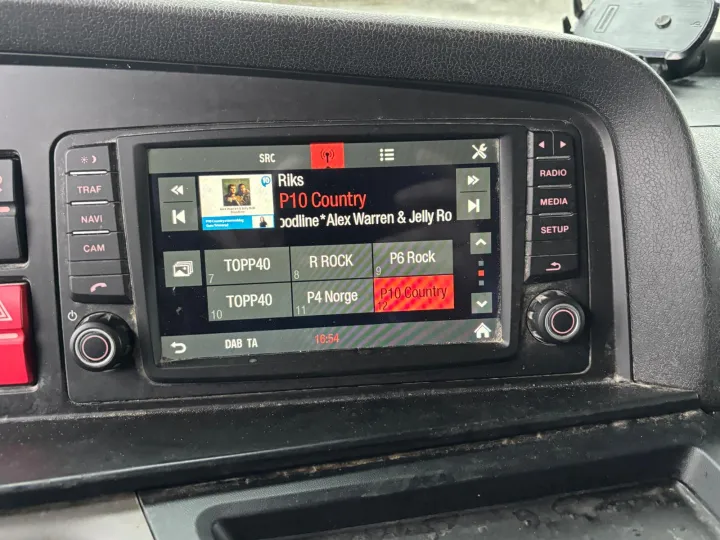 SRC
TRAF
NAVI
CAM
Riks
P10 Country
oodline*Alex Warren & Jelly Ro
RADIO
MEDIA
SETUP
TOPP40
7
R ROCK
8
P6 Rock
9
TOPP40
10
P4 Norge
11
P10 Country
12
DAB TA
16:54